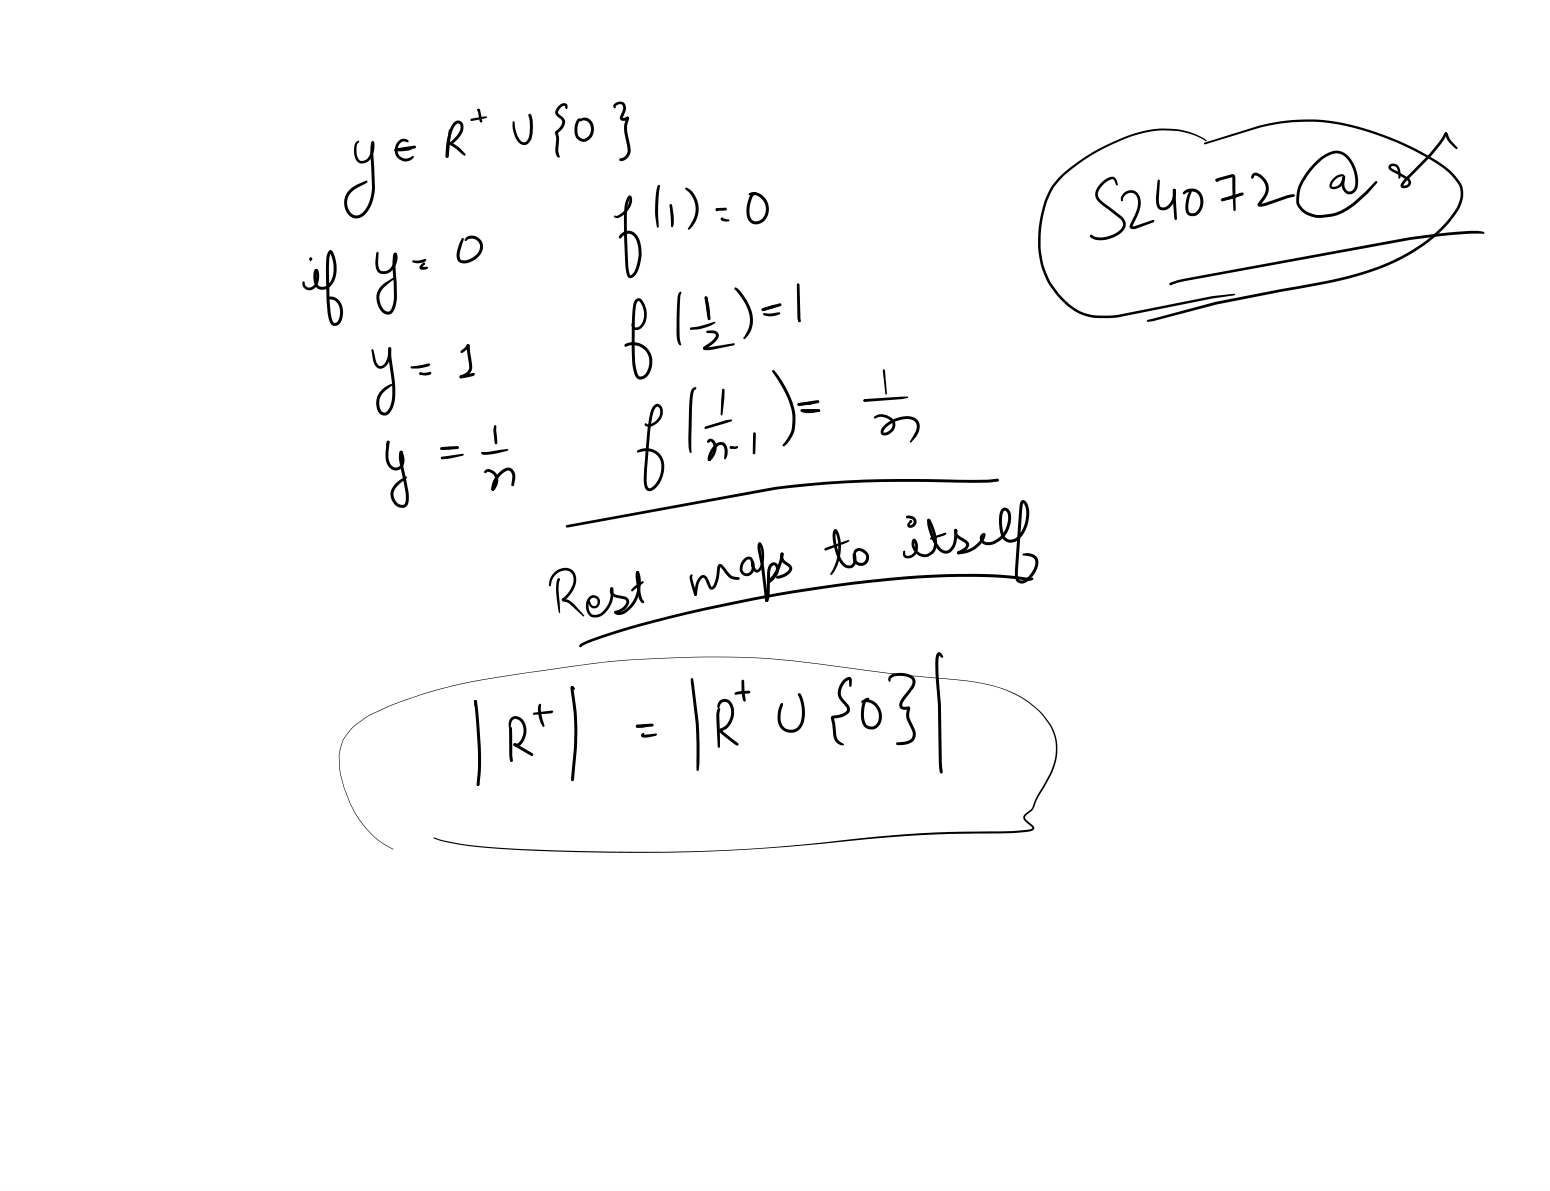 y ∈ R⁺ ∪ {0}
if y = 0 f(1) = 0
y = 1 f(1/2) = 1
y = 1/n f(1/(n-1)) = 1/n
Rest maps to itself
|R⁺| = |R⁺ ∪ {0}|
S24072@